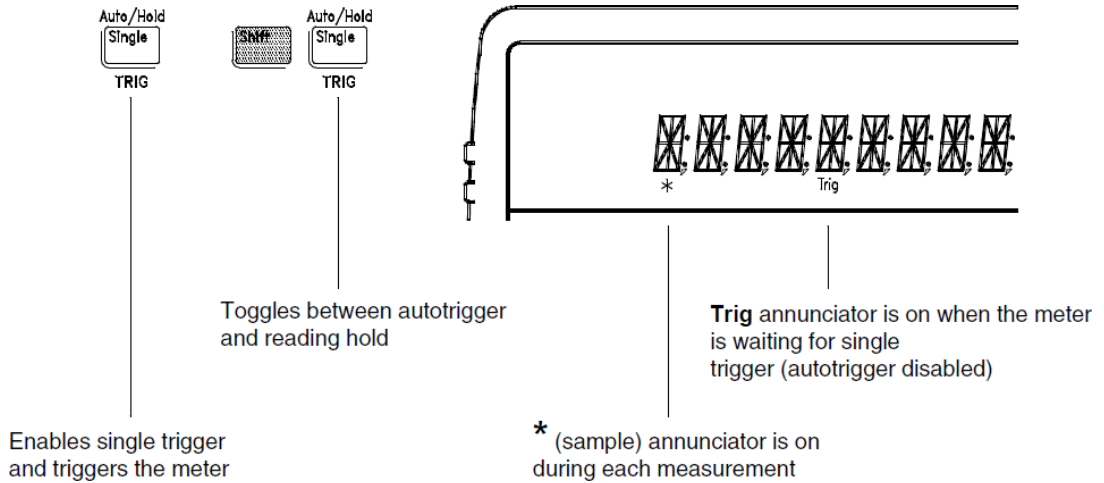 Auto/Hold
Single
TRIG
Shift
Auto/Hold
Single
TRIG
*
Trig
Toggles between autotrigger
and reading hold
Trig annunciator is on when the meter
is waiting for single
trigger (autotrigger disabled)
Enables single trigger
and triggers the meter
* (sample) annunciator is on
during each measurement